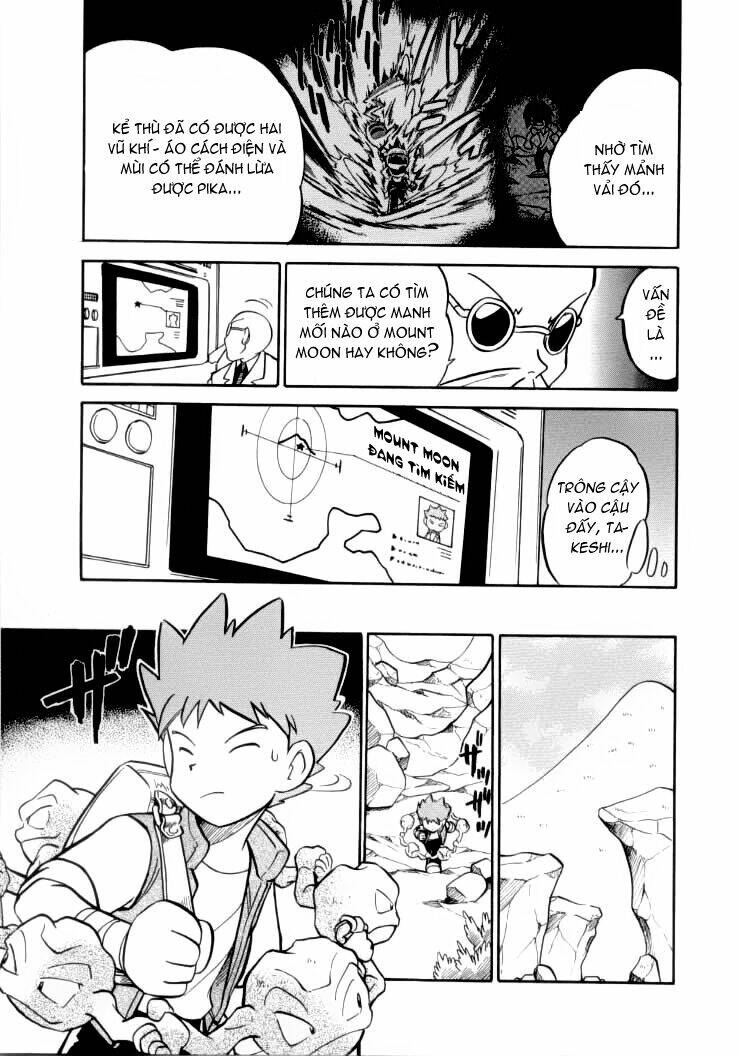 NHỜ TÌM
THẤY MẢNH
VẢI ĐÓ...
KẺ THÙ ĐÃ CÓ ĐƯỢC HAI
VŨ KHÍ- ÁO CÁCH ĐIỆN VÀ
MÙI CÓ THỂ ĐÁNH LỪA
ĐƯỢC PIKA...
VẤN
ĐỀ
LÀ
...
CHÚNG TA CÓ TÌM
THÊM ĐƯỢC MANH
MỐI NÀO Ở MOUNT
MOON HAY KHÔNG?
TRÔNG CẬY
VÀO CẬU
ĐẤY, TA-
KESHI...
MOUNT MOON
ĐANG TÌM KIẾM
ザッ